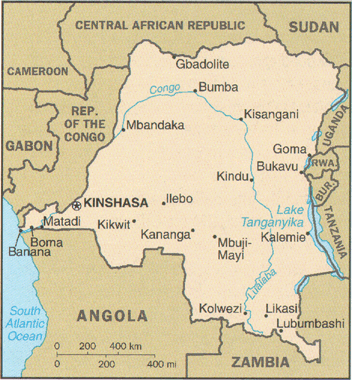 CENTRAL AFRICAN REPUBLIC
SUDAN
CAMEROON
Gbadolite
Congo
Bumba
REP.
OF THE
CONGO
Mbandaka
Kisangani
UGANDA
GABON
Goma
RWA.
Bukavu
Kindu
BUR.
KINSHASA
Ilebo
Lake
Tanganyika
TANZANIA
Matadi
Kikwit
Kananga
Mbuji-
Mayi
Kalemie
Boma
Banana
Lualaba
South
Atlantic
Ocean
ANGOLA
Kolwezi
Likasi
Lubumbashi
0 200 400 km
0 200 400 mi
ZAMBIA